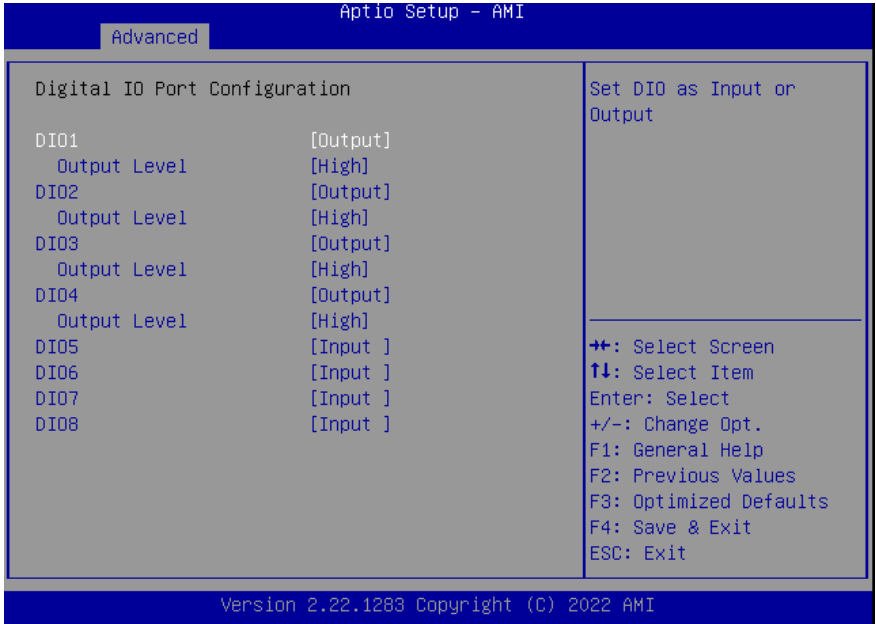 Aptio Setup – AMI
Advanced
Digital IO Port Configuration
DIO1 [Output]
Output Level [High]
DIO2 [Output]
Output Level [High]
DIO3 [Output]
Output Level [High]
DIO4 [Output]
Output Level [High]
DIO5 [Input ]
DIO6 [Input ]
DIO7 [Input ]
DIO8 [Input ]
Set DIO as Input or
Output
→←: Select Screen
↑↓: Select Item
Enter: Select
+/-: Change Opt.
F1: General Help
F2: Previous Values
F3: Optimized Defaults
F4: Save & Exit
ESC: Exit
Version 2.22.1283 Copyright (C) 2022 AMI